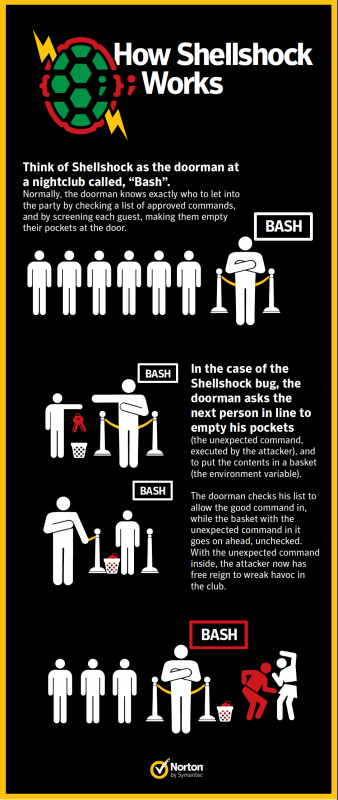 How Shellshock
Works
Think of Shellshock as the doorman at
a nightclub called, “Bash”.
Normally, the doorman knows exactly who to let into
the party by checking a list of approved commands,
and by screening each guest, making them empty
their pockets at the door.
BASH
BASH
In the case of the
Shellshock bug, the
doorman asks the
next person in line to
empty his pockets
(the unexpected command,
executed by the attacker), and
to put the contents in a basket
(the environment variable).
BASH
The doorman checks his list to
allow the good command in,
while the basket with the
unexpected command in it
goes on ahead, unchecked.
With the unexpected command
inside, the attacker now has
free reign to wreak havoc in
the club.
BASH
Norton
by Symantec